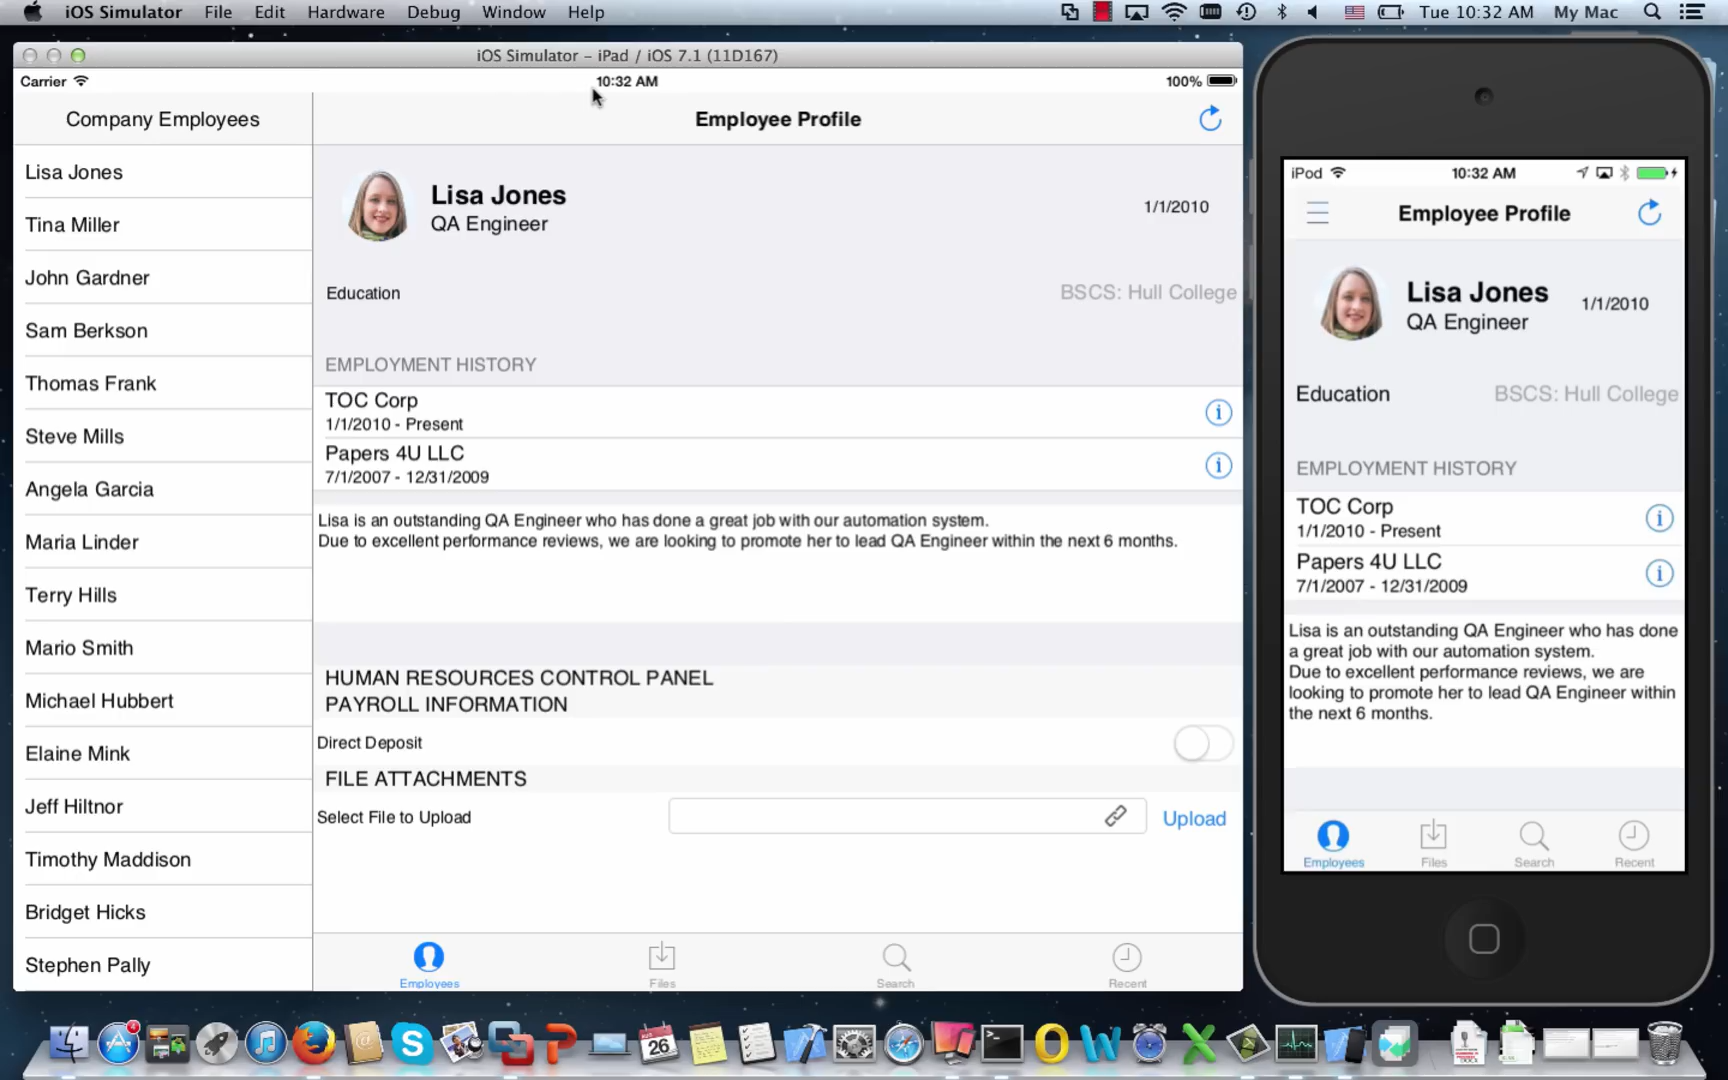 iOS Simulator File Edit Hardware Debug Window Help
Tue 10:32 AM My Mac
iOS Simulator – iPad / iOS 7.1 (11D167)
Carrier
10:32 AM
100%
Company Employees
Lisa Jones
Tina Miller
John Gardner
Sam Berkson
Thomas Frank
Steve Mills
Angela Garcia
Maria Linder
Terry Hills
Mario Smith
Michael Hubbert
Elaine Mink
Jeff Hiltnor
Timothy Maddison
Bridget Hicks
Stephen Pally
Employee Profile
Lisa Jones
QA Engineer
1/1/2010
Education
BSCS: Hull College
EMPLOYMENT HISTORY
TOC Corp
1/1/2010 - Present
Papers 4U LLC
7/1/2007 - 12/31/2009
Lisa is an outstanding QA Engineer who has done a great job with our automation system.
Due to excellent performance reviews, we are looking to promote her to lead QA Engineer within the next 6 months.
HUMAN RESOURCES CONTROL PANEL
PAYROLL INFORMATION
Direct Deposit
FILE ATTACHMENTS
Select File to Upload
Upload
Employees
Files
Search
Recent
iPod
10:32 AM
Employee Profile
Lisa Jones
QA Engineer
1/1/2010
Education
BSCS: Hull College
EMPLOYMENT HISTORY
TOC Corp
1/1/2010 - Present
Papers 4U LLC
7/1/2007 - 12/31/2009
Lisa is an outstanding QA Engineer who has done
a great job with our automation system.
Due to excellent performance reviews, we are
looking to promote her to lead QA Engineer within
the next 6 months.
Employees
Files
Search
Recent
4
26